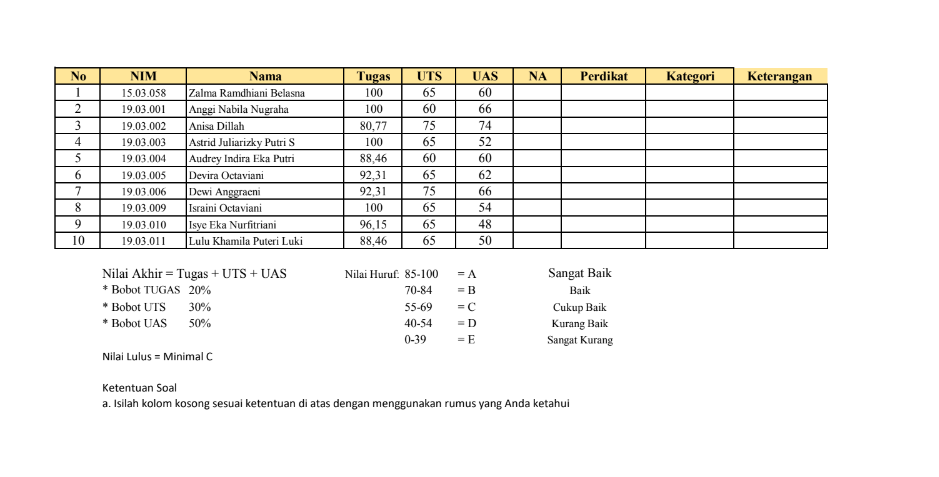 No NIM Nama Tugas UTS UAS NA Perdikat Kategori Keterangan
1 15.03.058 Zalma Ramdhiani Belasna 100 65 60
2 19.03.001 Anggi Nabila Nugraha 100 60 66
3 19.03.002 Anisa Dillah 80,77 75 74
4 19.03.003 Astrid Juliarizky Putri S 100 65 52
5 19.03.004 Audrey Indira Eka Putri 88,46 60 60
6 19.03.005 Devira Octaviani 92,31 65 62
7 19.03.006 Dewi Anggraeni 92,31 75 66
8 19.03.009 Israini Octaviani 100 65 54
9 19.03.010 Isye Eka Nurfitriani 96,15 65 48
10 19.03.011 Lulu Khamila Puteri Luki 88,46 65 50
Nilai Akhir = Tugas + UTS + UAS Nilai Huruf: 85-100 = A Sangat Baik
* Bobot TUGAS 20% 70-84 = B Baik
* Bobot UTS 30% 55-69 = C Cukup Baik
* Bobot UAS 50% 40-54 = D Kurang Baik
0-39 = E Sangat Kurang
Nilai Lulus = Minimal C
Ketentuan Soal
a. Isilah kolom kosong sesuai ketentuan di atas dengan menggunakan rumus yang Anda ketahui